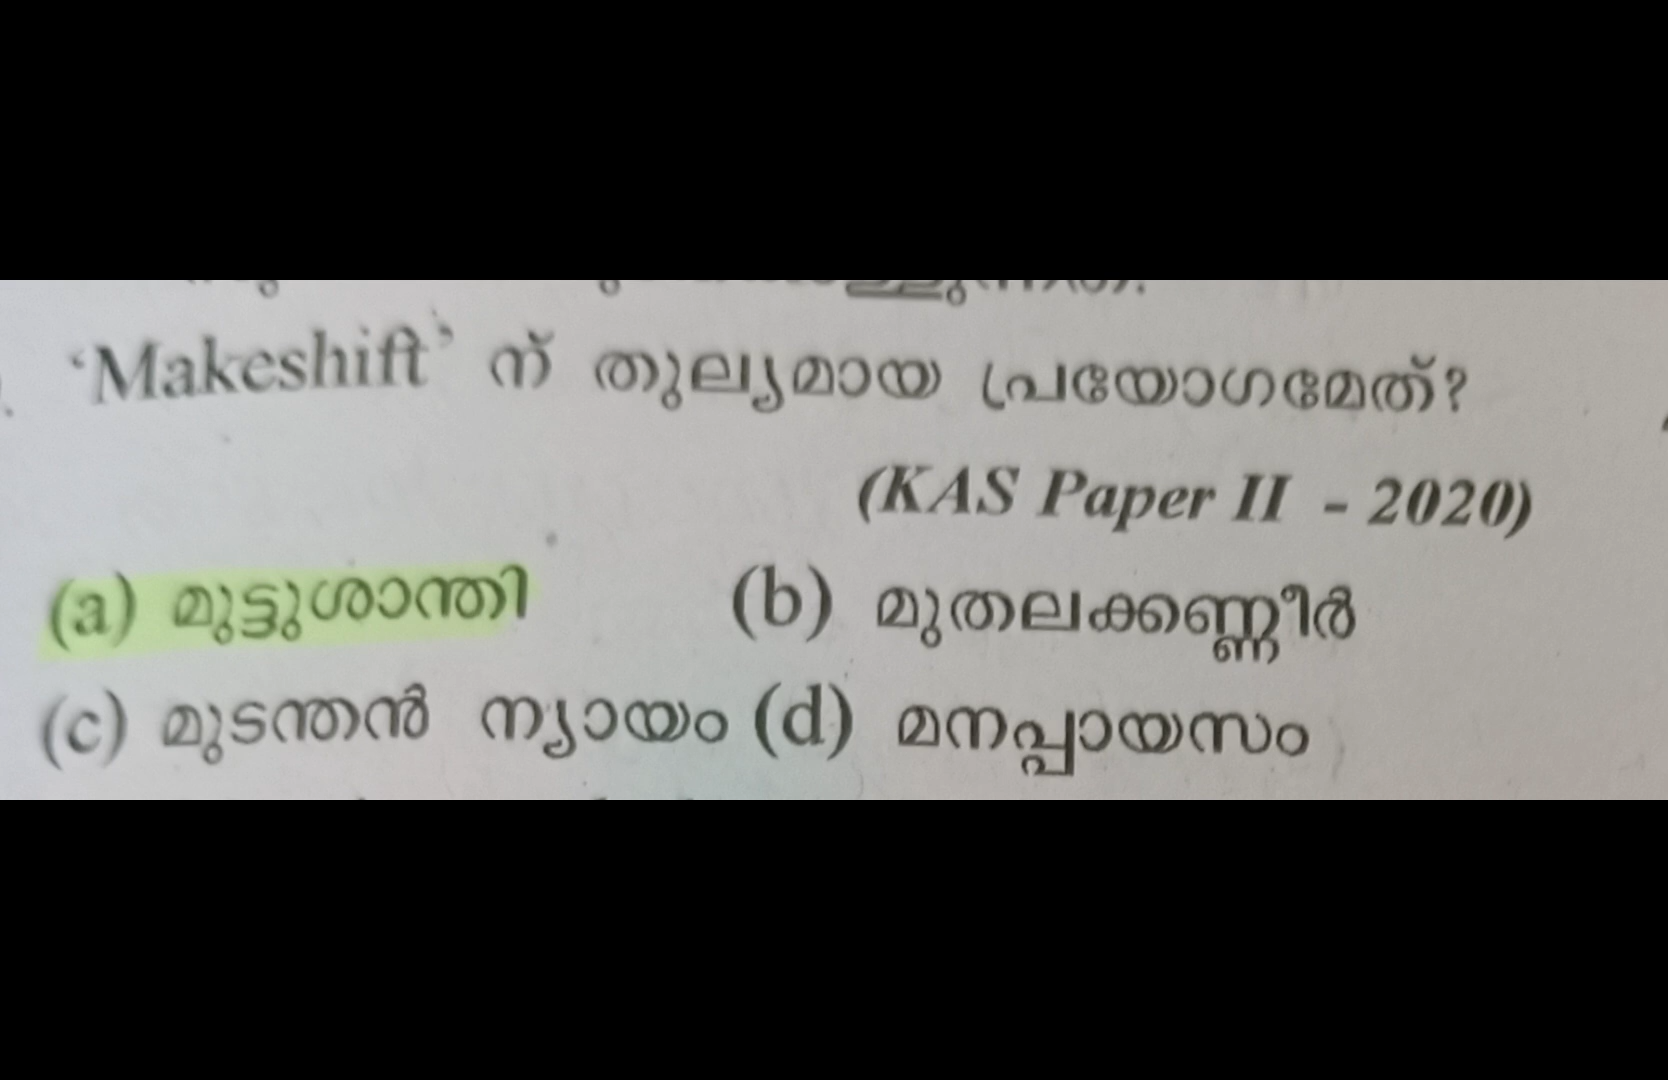 ‘Makeshift’ ന് തുല്യമായ പ്രയോഗമേത്?
(KAS Paper II - 2020)
(a) മുട്ടുശാന്തി (b) മുതലക്കണ്ണീർ
(c) മുടന്തൻ ന്യായം (d) മനപ്പായസം